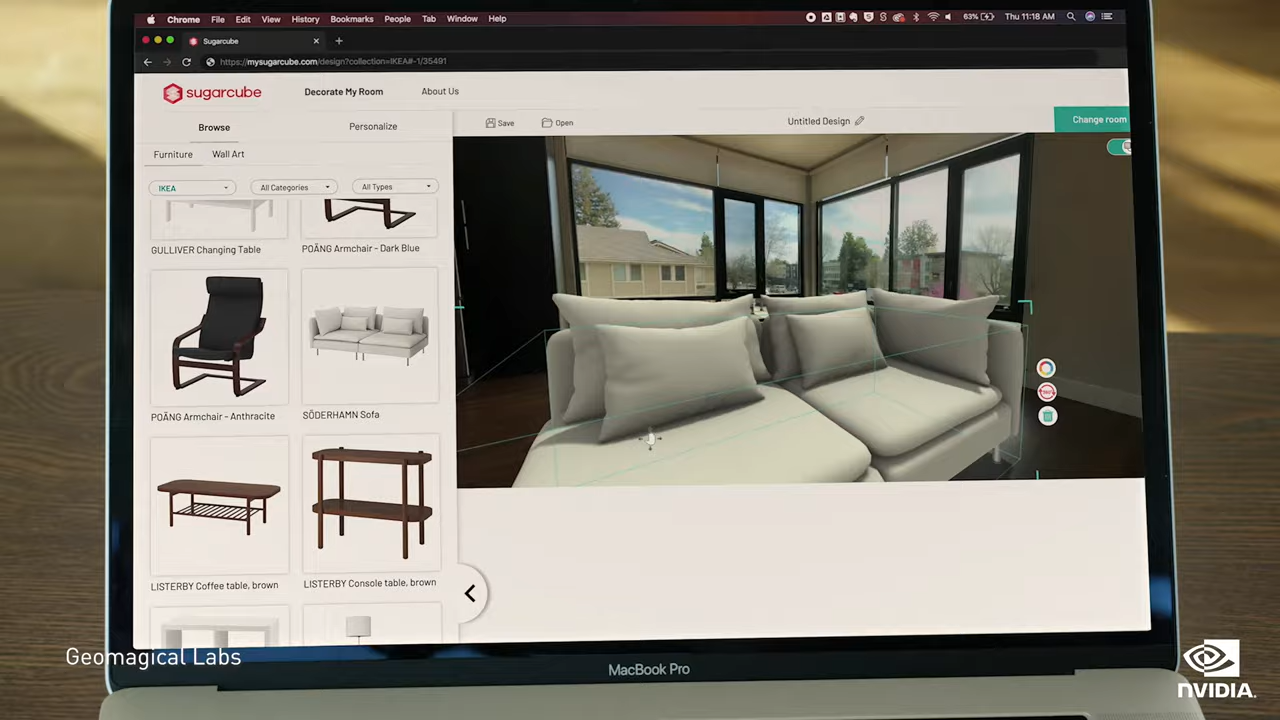 Chrome File Edit View History Bookmarks People Tab Window Help
63% Thu 11:18 AM
Sugarcube
https://mysugarcube.com/design?collection=IKEA#-1/35491
sugarcube Decorate My Room About Us
Browse Personalize
Save Open Untitled Design Change room
Furniture Wall Art
IKEA All Categories All Types
GULLIVER Changing Table POÄNG Armchair - Dark Blue
POÄNG Armchair - Anthracite SÖDERHAMN Sofa
LISTERBY Coffee table, brown LISTERBY Console table, brown
Geomagical Labs
MacBook Pro
NVIDIA.